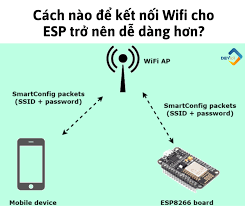 Cách nào để kết nối Wifi cho
ESP trở nên dễ dàng hơn?
WiFi AP
SmartConfig packets
(SSID + password)
SmartConfig packets
(SSID + password)
Mobile device
ESP8266 board